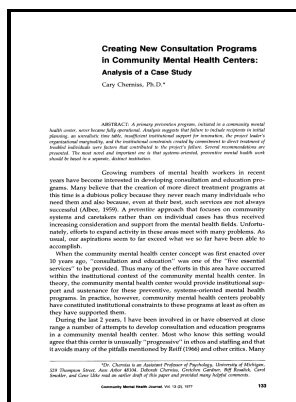 Creating New Consultation Programs
in Community Mental Health Centers:
Analysis of a Case Study
Cary Cherniss, Ph.D.*
ABSTRACT: A primary prevention program, initiated in a community mental
health center, never became fully operational. Analysis suggests that failure to include recipients in initial
planning, an unrealistic time table, insufficient institutional support for innovation, the project leader's
organizational marginality, and the institutional constraints created by commitment to direct treatment of
troubled individuals were factors that contributed to the project's failure. Several recommendations are
presented. The most novel and important one is that systems-oriented, preventive mental health work
should be based in a separate, distinct institution.
Growing numbers of mental health workers in recent
years have become interested in developing consultation and education pro-
grams. Many believe that the creation of more direct treatment programs at
this time is a dubious policy because they never reach many individuals who
need them and also because, even at their best, such services are not always
successful (Albee, 1959). A preventive approach that focuses on community
systems and caretakers rather than on individual cases has thus received
increasing consideration and support from the mental health fields. Unfortu-
nately, efforts to expand activity in these areas meet with many problems. As
usual, our aspirations seem to far exceed what we so far have been able to
accomplish.
When the community mental health center concept was first enacted over
10 years ago, "consultation and education" was one of the "five essential
services" to be provided. Thus many of the efforts in this area have occurred
within the institutional context of the community mental health center. In
theory, the community mental health center would provide institutional sup-
port and sustenance for these preventive, systems-oriented mental health
programs. In practice, however, community mental health centers probably
have constituted institutional constraints to these programs at least as often as
they have supported them.
During the last 2 years, I have been involved in or have observed at close
range a number of attempts to develop consultation and education programs
in a community mental health center. Most who know this setting would
agree that this center is unusually "progressive" in ethos and staffing and that
it avoids many of the pitfalls mentioned by Reiff (1966) and other critics. Many
*Dr. Cherniss is an Assistant Professor of Psychology, University of Michigan,
529 Thompson Street, Ann Arbor 48104. Deborah Cherniss, Gretchen Gardner, Biff Rosalick, Carol
Smokler, and Gene Utke read an earlier draft of this paper and provided many helpful comments.
Community Mental Health Journal, Vol. 13 (2), 1977
133